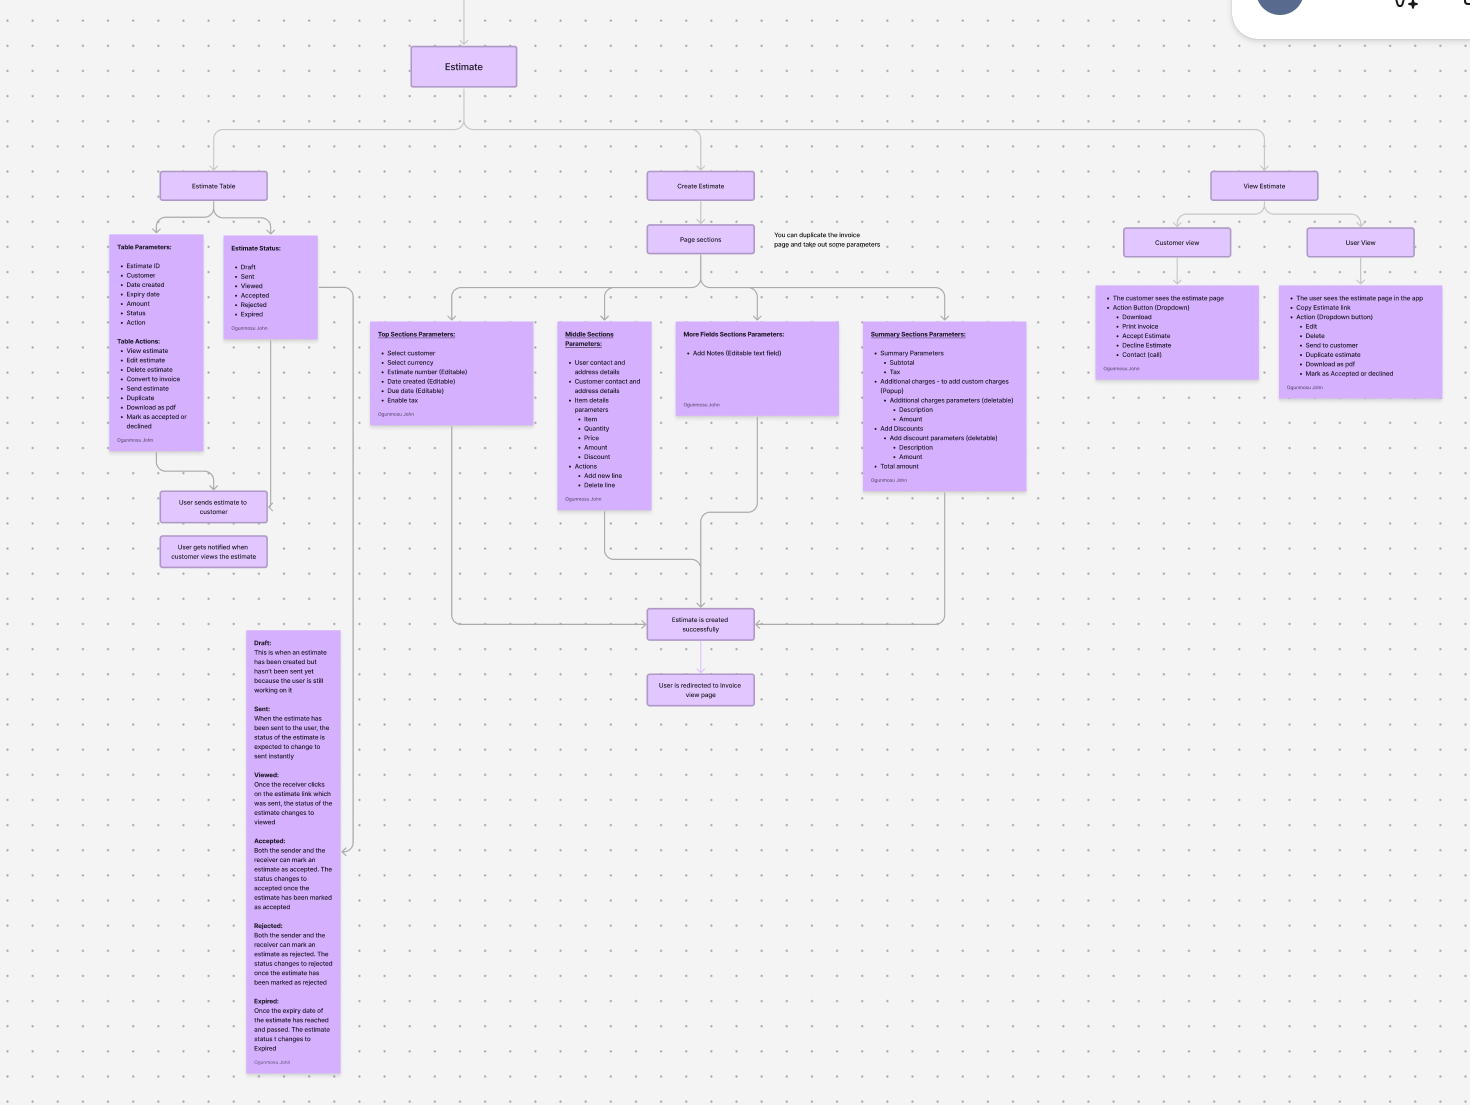 Estimate
Estimate Table
Create Estimate
View Estimate
Page sections
You can duplicate the invoice
page and take out some parameters
Customer view
User View
Table Parameters:
Estimate ID
Customer
Date created
Expiry date
Amount
Status
Action
Table Actions:
View estimate
Edit estimate
Delete estimate
Convert to invoice
Send estimate
Duplicate
Download as pdf
Mark as accepted or
declined
Ogunmosu John
Estimate Status:
Draft
Sent
Viewed
Accepted
Rejected
Expired
Ogunmosu John
User sends estimate to
customer
User gets notified when
customer views the estimate
Top Sections Parameters:
Select customer
Select currency
Estimate number (Editable)
Date created (Editable)
Due date (Editable)
Enable tax
Ogunmosu John
Middle Sections
Parameters:
User contact and
address details
Customer contact and
address details
Item details
parameters
Item
Quantity
Price
Amount
Discount
Actions
Add new line
Delete line
Ogunmosu John
More Fields Sections Parameters:
Add Notes (Editable text field)
Ogunmosu John
Summary Sections Parameters:
Summary Parameters
Subtotal
Tax
Additional charges - to add custom charges
(Popup)
Additional charges parameters (deletable)
Description
Amount
Add Discounts
Add discount parameters (deletable)
Description
Amount
Total amount
Ogunmosu John
The customer sees the estimate page
Action Button (Dropdown)
Download
Print invoice
Accept Estimate
Decline Estimate
Contact (call)
Ogunmosu John
The user sees the estimate page in the app
Copy Estimate link
Action (Dropdown button)
Edit
Delete
Send to customer
Duplicate estimate
Download as pdf
Mark as Accepted or declined
Ogunmosu John
Estimate is created
successfully
User is redirected to invoice
view page
Draft:
This is when an estimate
has been created but
hasn't been sent yet
because the user is still
working on it
Sent:
When the estimate has
been sent to the user, the
status of the estimate is
expected to change to
sent instantly
Viewed:
Once the receiver clicks
on the estimate link which
was sent, the status of the
estimate changes to
viewed
Accepted:
Both the sender and the
receiver can mark an
estimate as accepted. The
status changes to
accepted once the
estimate has been marked
as accepted
Rejected:
Both the sender and the
receiver can mark an
estimate as rejected. The
status changes to rejected
once the estimate has
been marked as rejected
Expired:
Once the expiry date of
the estimate has reached
and passed. The estimate
status t changes to
Expired
Ogunmosu John